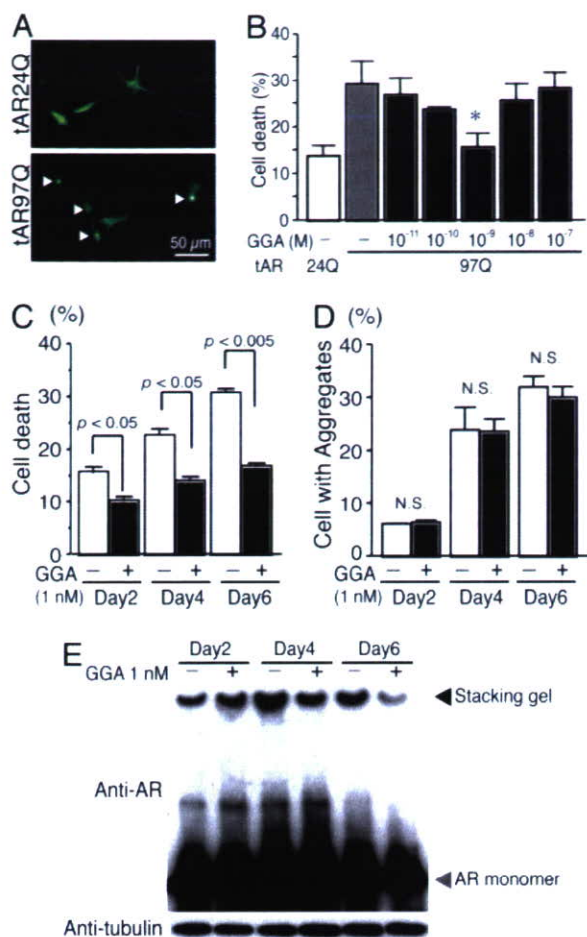 A
tAR24Q
tAR97Q
50 µm
B
Cell death (%)
40
30
20
10
0
*
GGA (M) – – 10-11 10-10 10-9 10-8 10-7
tAR 24Q 97Q
C (%)
Cell death
40
30
20
10
0
p < 0.05
p < 0.05
p < 0.005
GGA – + – + – +
(1 nM) Day2 Day4 Day6
D (%)
Cell with Aggregates
40
30
20
10
0
N.S.
N.S.
N.S.
GGA – + – + – +
(1 nM) Day2 Day4 Day6
E
Day2 Day4 Day6
GGA 1 nM – + – + – +
Stacking gel
Anti-AR
AR monomer
Anti-tubulin